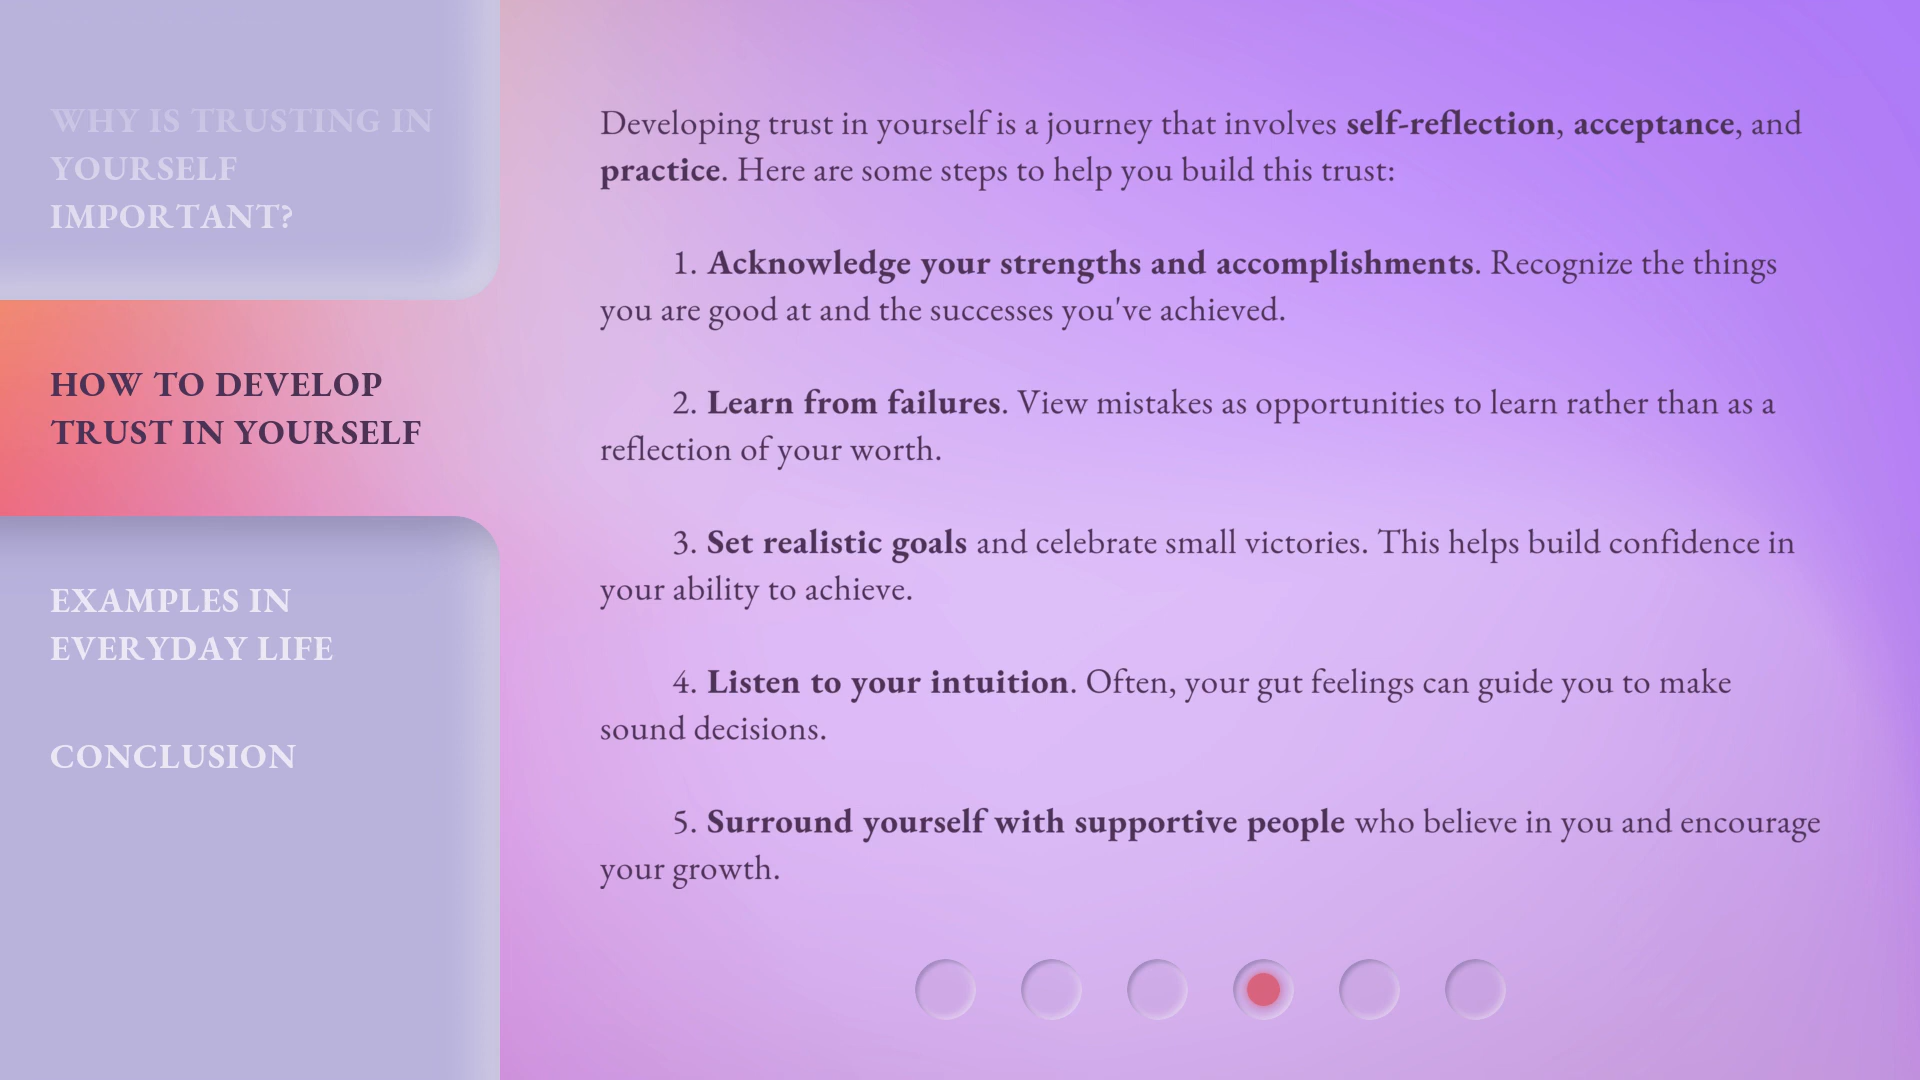 WHY IS TRUSTING IN
YOURSELF
IMPORTANT?
HOW TO DEVELOP
TRUST IN YOURSELF
EXAMPLES IN
EVERYDAY LIFE
CONCLUSION
Developing trust in yourself is a journey that involves self-reflection, acceptance, and
practice. Here are some steps to help you build this trust:
1. Acknowledge your strengths and accomplishments. Recognize the things
you are good at and the successes you've achieved.
2. Learn from failures. View mistakes as opportunities to learn rather than as a
reflection of your worth.
3. Set realistic goals and celebrate small victories. This helps build confidence in
your ability to achieve.
4. Listen to your intuition. Often, your gut feelings can guide you to make
sound decisions.
5. Surround yourself with supportive people who believe in you and encourage
your growth.